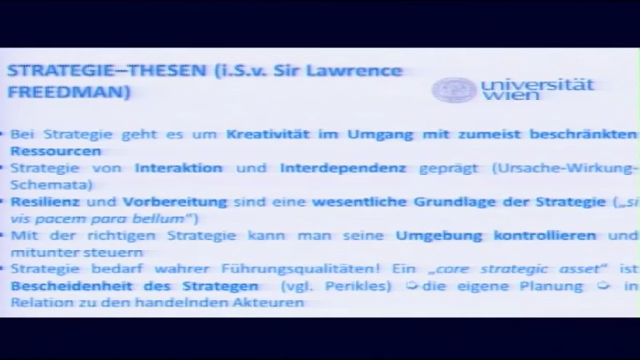 STRATEGIE–THESEN (i.S.v. Sir Lawrence
FREEDMAN)
universität
wien
• Bei Strategie geht es um Kreativität im Umgang mit zumeist beschränkten
Ressourcen
• Strategie von Interaktion und Interdependenz geprägt (Ursache-Wirkung-
Schemata)
• Resilienz und Vorbereitung sind eine wesentliche Grundlage der Strategie („si
vis pacem para bellum“)
• Mit der richtigen Strategie kann man seine Umgebung kontrollieren und
mitunter steuern
• Strategie bedarf wahrer Führungsqualitäten! Ein „core strategic asset“ ist
Bescheidenheit des Strategen (vgl. Perikles) ➲ die eigene Planung ➲ in
Relation zu den handelnden Akteuren